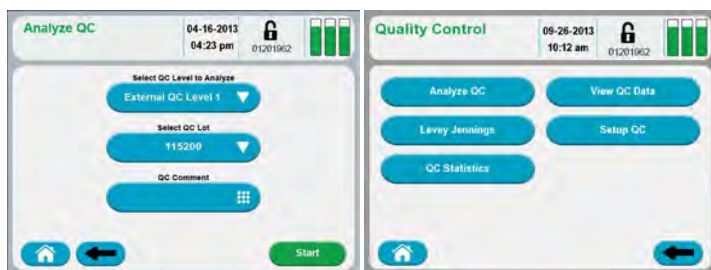 Analyze QC
04-16-2013
04:23 pm
01201962
Select QC Level to Analyze
External QC Level 1
Select QC Lot
115200
QC Comment
Start
Quality Control
09-26-2013
10:12 am
01201962
Analyze QC
View QC Data
Levey Jennings
Setup QC
QC Statistics